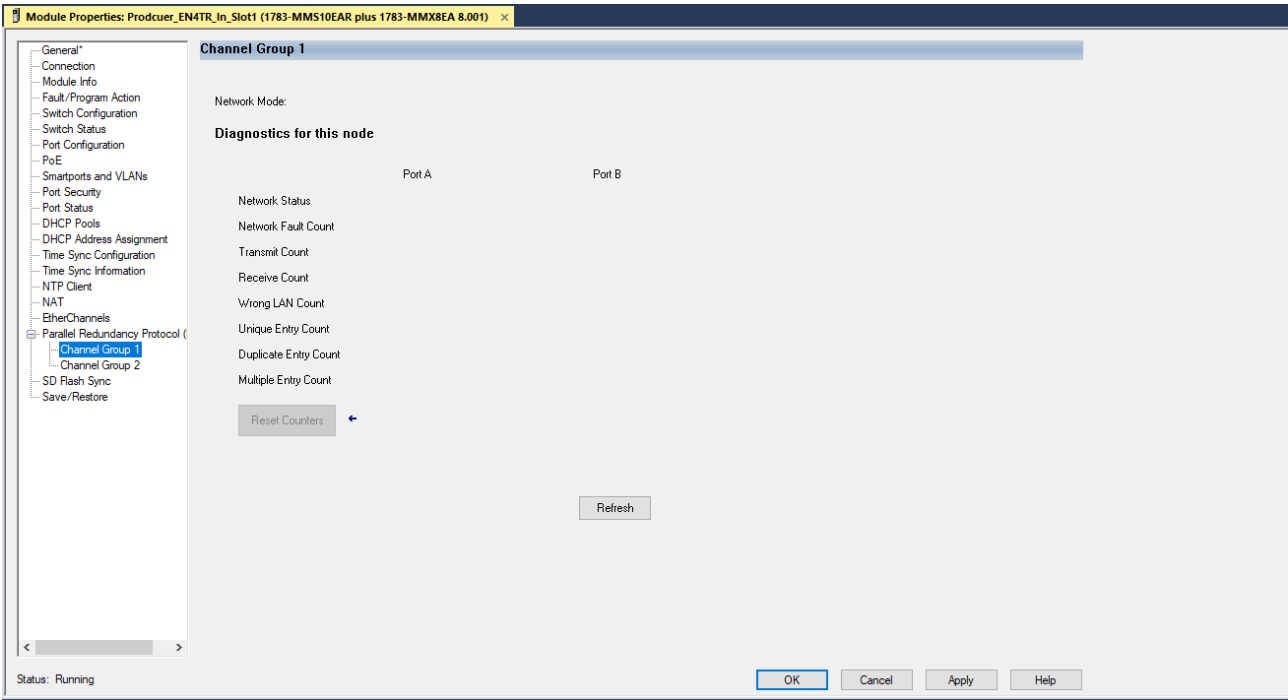 Module Properties: Prodcuer_EN4TR_In_Slot1 (1783-MMS10EAR plus 1783-MMX8EA 8.001) ×
General*
Connection
Module Info
Fault/Program Action
Switch Configuration
Switch Status
Port Configuration
PoE
Smartports and VLANs
Port Security
Port Status
DHCP Pools
DHCP Address Assignment
Time Sync Configuration
Time Sync Information
NTP Client
NAT
EtherChannels
Parallel Redundancy Protocol (
Channel Group 1
Channel Group 2
SD Flash Sync
Save/Restore
Channel Group 1
Network Mode:
Diagnostics for this node
Port A Port B
Network Status
Network Fault Count
Transmit Count
Receive Count
Wrong LAN Count
Unique Entry Count
Duplicate Entry Count
Multiple Entry Count
Reset Counters
Refresh
Status: Running
OK Cancel Apply Help